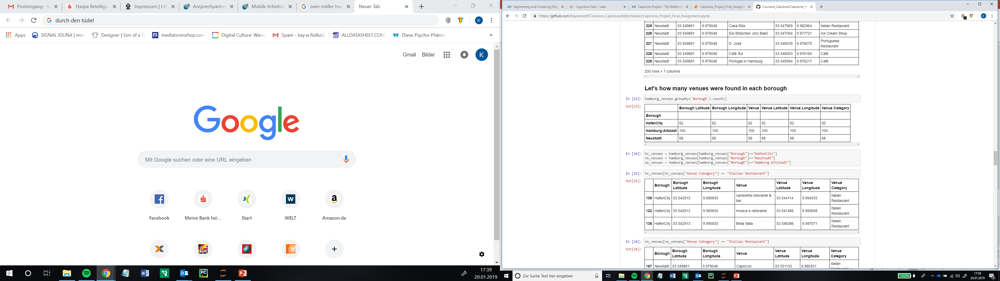 Posteingang - ka
Haspa Beteiligu
Impressum | Lift
Ansprechpartne
Mobile Arbeitsb
sven müller hau
Neuer Tab
durch den tüdel
K
Apps
SIGNAL IDUNA | mei
Designer | Son of a Ta
mediatorenshop.com
Digital Culture: Waru
Spam - kay.w.fiolka@
ALLDATASHEET.COM
Diese Psycho-Phäno
»
Gmail Bilder
K
Google
Mit Google suchen oder eine URL eingeben
Facebook
Meine Bank hei...
Start
WELT
Amazon.de
17:39
20.01.2019
Segmenting and Clustering Neig
Cognitive Class - Labs
Capstone Project - The Battle of
Capstone_Project_Final_Assignm
Coursera_Capstone/Capstone_Pr
https://github.com/Kayserwolf/Coursera_Capstone/blob/master/Capstone_Project_Final_Assignment.ipynb
225 Neustadt 53.549881 9.979048 Casa Rita 53.547969 9.982964 Italian Restaurant
226 Neustadt 53.549881 9.979048 Eis-Stübchen Jörs Bakó 53.547094 9.977721 Ice Cream Shop
227 Neustadt 53.549881 9.979048 D. José 53.546039 9.976075 Portuguese Restaurant
228 Neustadt 53.549881 9.979048 Café Sul 53.546063 9.976160 Café
229 Neustadt 53.549881 9.979048 Portugal in Hamburg 53.545994 9.976217 Café
230 rows × 7 columns
Let's how many venues were found in each borough
In [23]: hamburg_venues.groupby('Borough').count()
Out[23]:
Borough Latitude Borough Longitude Venue Venue Latitude Venue Longitude Venue Category
Borough
HafenCity 62 62 62 62 62 62
Hamburg-Altstadt 100 100 100 100 100 100
Neustadt 68 68 68 68 68 68
In [24]: hc_venues = hamburg_venues[hamburg_venues["Borough"]=="HafenCity"]
ns_venues = hamburg_venues[hamburg_venues["Borough"]=="Neustadt"]
as_venues = hamburg_venues[hamburg_venues["Borough"]=="Hamburg-Altstadt"]
In [25]: hc_venues[hc_venues["Venue Category"] == "Italian Restaurant"]
Out[25]:
Borough Borough Latitude Borough Longitude Venue Venue Latitude Venue Longitude Venue Category
109 HafenCity 53.542913 9.995835 cantinetta ristorante & bar 53.544114 9.994533 Italian Restaurant
122 HafenCity 53.542913 9.995835 musica e ristorante 53.541466 9.993658 Italian Restaurant
136 HafenCity 53.542913 9.995835 Bella Italia 53.546386 9.997071 Italian Restaurant
In [26]: ns_venues[ns_venues["Venue Category"] == "Italian Restaurant"]
Out[26]:
Borough Borough Latitude Borough Longitude Venue Venue Latitude Venue Longitude Venue Category
167 Neustadt 53.549881 9.979048 Capriccio 53.551133 9.980351 Italian
Zur Suche Text hier eingeben
100%
17:39
20.01.2019